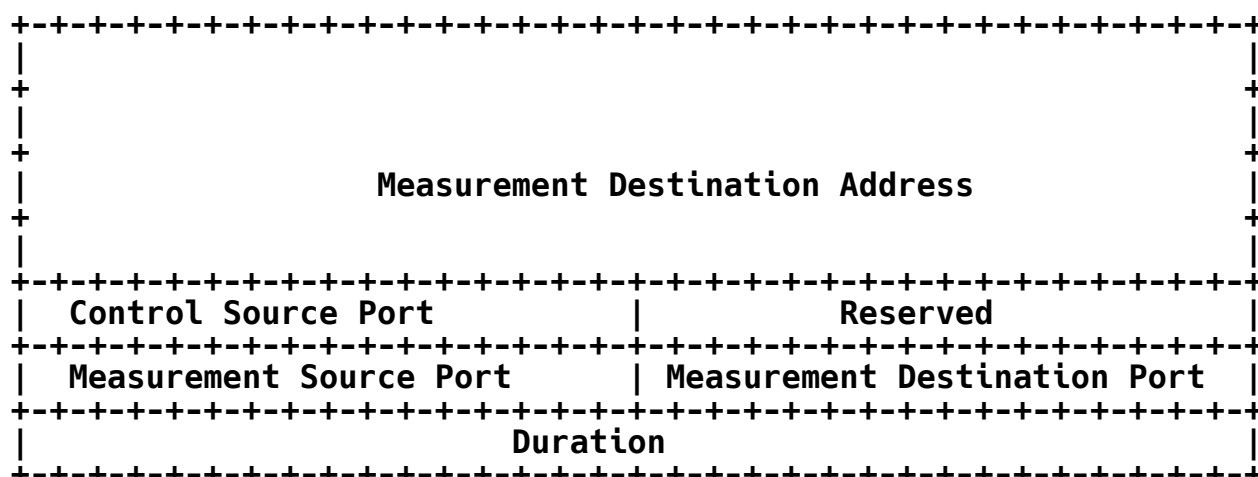 +-+-+-+-+-+-+-+-+-+-+-+-+-+-+-+-+-+-+-+-+-+-+-+-+-+-+-+-+-+-+-+-+
|                                                               |
+                                                               +
|                                                               |
+                                                               +
|                  Measurement Destination Address              |
+                                                               +
|                                                               |
+-+-+-+-+-+-+-+-+-+-+-+-+-+-+-+-+-+-+-+-+-+-+-+-+-+-+-+-+-+-+-+-+
|  Control Source Port          |          Reserved             |
+-+-+-+-+-+-+-+-+-+-+-+-+-+-+-+-+-+-+-+-+-+-+-+-+-+-+-+-+-+-+-+-+
|  Measurement Source Port      | Measurement Destination Port  |
+-+-+-+-+-+-+-+-+-+-+-+-+-+-+-+-+-+-+-+-+-+-+-+-+-+-+-+-+-+-+-+-+
|                         Duration                              |
+-+-+-+-+-+-+-+-+-+-+-+-+-+-+-+-+-+-+-+-+-+-+-+-+-+-+-+-+-+-+-+-+